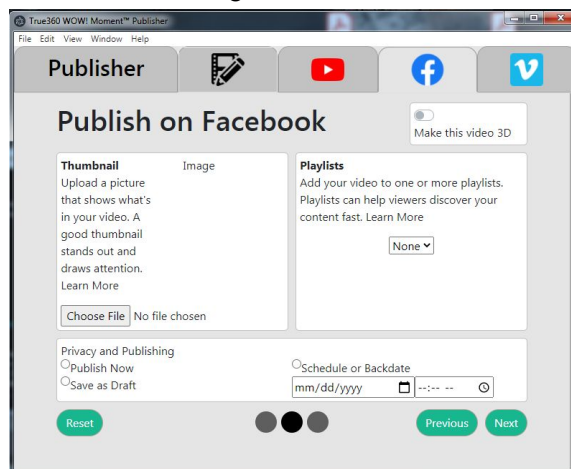 True360 WOW! Moment™ Publisher
File Edit View Window Help
Publisher
Publish on Facebook
Make this video 3D
Thumbnail
Image
Upload a picture
that shows what's
in your video. A
good thumbnail
stands out and
draws attention.
Learn More
Choose File No file chosen
Playlists
Add your video to one or more playlists.
Playlists can help viewers discover your
content fast. Learn More
None
Privacy and Publishing
Publish Now
Save as Draft
Schedule or Backdate
mm/dd/yyyy --:-- --
Reset
Previous
Next